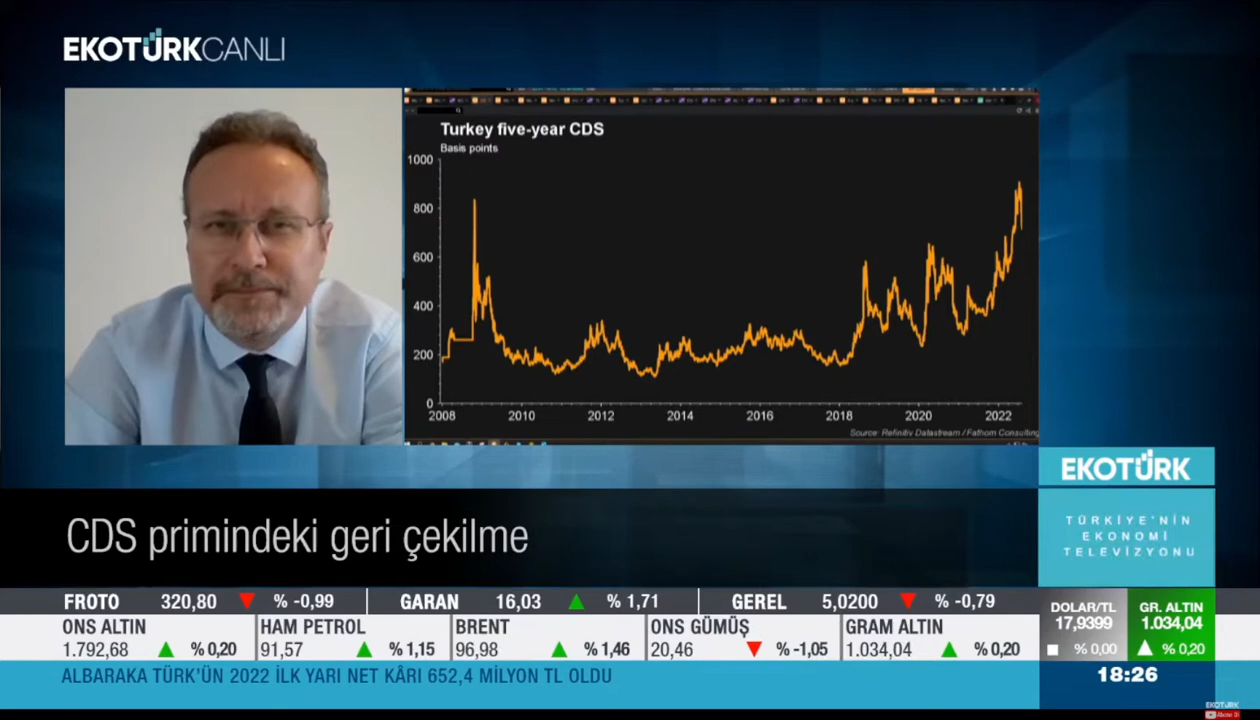 EKOTÜRK CANLI
Turkey five-year CDS
Basis points
1000
800
600
400
200
0
2008 2010 2012 2014 2016 2018 2020 2022
Source: Refinitiv Datastream / Fathom Consulting
EKOTÜRK
TÜRKİYE'NİN
EKONOMİ
TELEVİZYONU
CDS primindeki geri çekilme
FROTO 320,80 % -0,99 GARAN 16,03 % 1,71 GEREL 5,0200 % -0,79
ONS ALTIN HAM PETROL BRENT ONS GÜMÜŞ GRAM ALTIN
1.792,68 % 0,20 91,57 % 1,15 96,98 % 1,46 20,46 % -1,05 1.034,04 % 0,20
DOLAR/TL GR. ALTIN
17,9399 1.034,04
% 0,00 % 0,20
18:26
ALBARAKA TÜRK'ÜN 2022 İLK YARI NET KÂRI 652,4 MİLYON TL OLDU
EKOTÜRK
Abone Ol